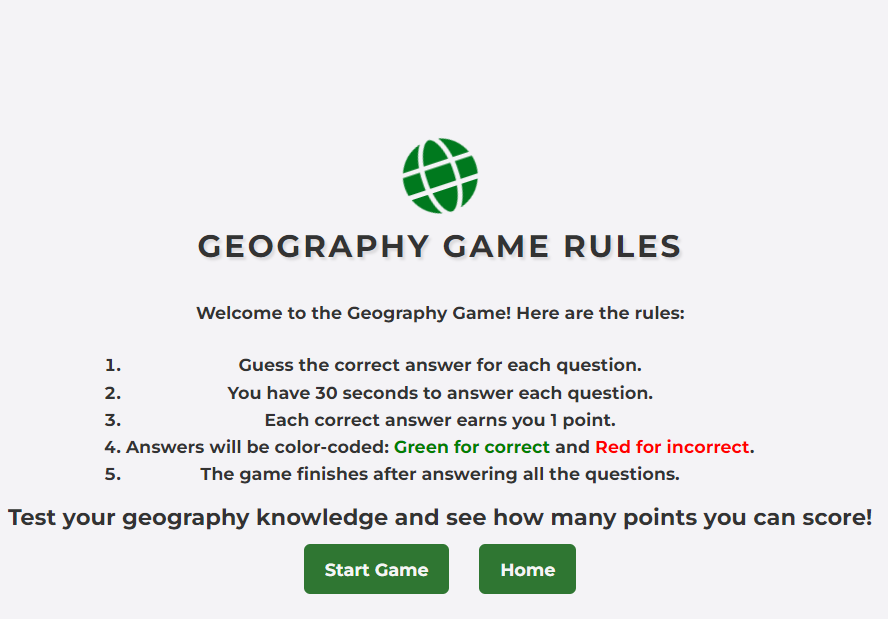 GEOGRAPHY GAME RULES
Welcome to the Geography Game! Here are the rules:
1. Guess the correct answer for each question.
2. You have 30 seconds to answer each question.
3. Each correct answer earns you 1 point.
4. Answers will be color-coded: Green for correct and Red for incorrect.
5. The game finishes after answering all the questions.
Test your geography knowledge and see how many points you can score!
Start Game
Home